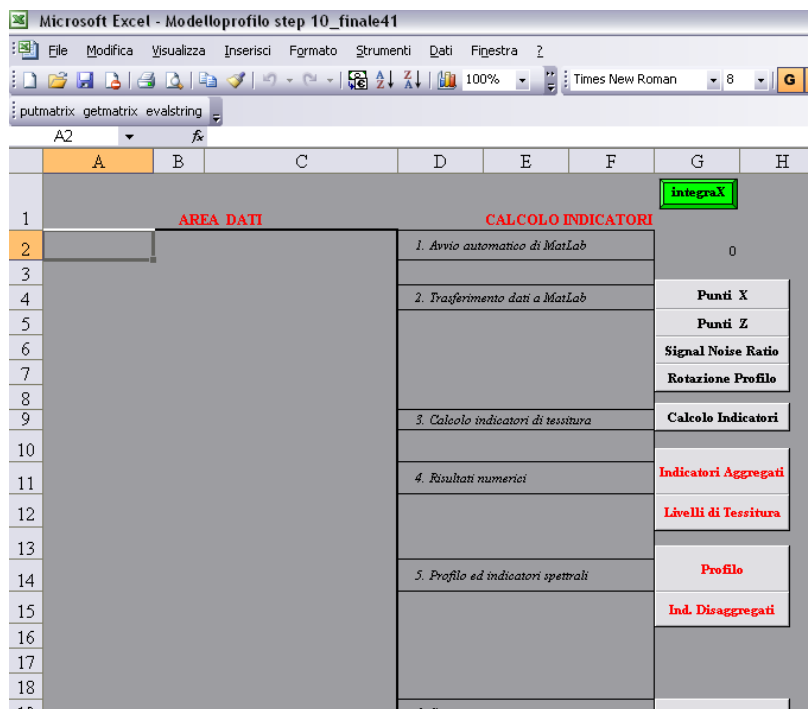 Microsoft Excel - Modelloprofilo step 10_finale41
File Modifica Visualizza Inserisci Formato Strumenti Dati Finestra ?
100% Times New Roman 8 G
putmatrix getmatrix evalstring
A2 fx
A B C D E F G H
integraX
1 AREA DATI CALCOLO INDICATORI
2 1. Avvio automatico di MatLab 0
3
4 2. Trasferimento dati a MatLab Punti X
5 Punti Z
6 Signal Noise Ratio
7 Rotazione Profilo
8
9 3. Calcolo indicatori di tessitura Calcolo Indicatori
10
11 4. Risultati numerici Indicatori Aggregati
12 Livelli di Tessitura
13
14 5. Profilo ed indicatori spettrali Profilo
15 Ind. Disaggregati
16
17
18